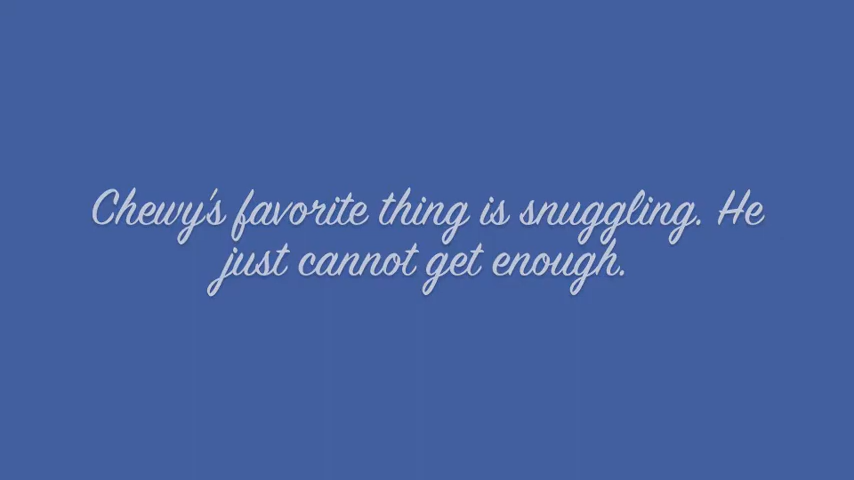 Chewy's favorite thing is snuggling. He
just cannot get enough.